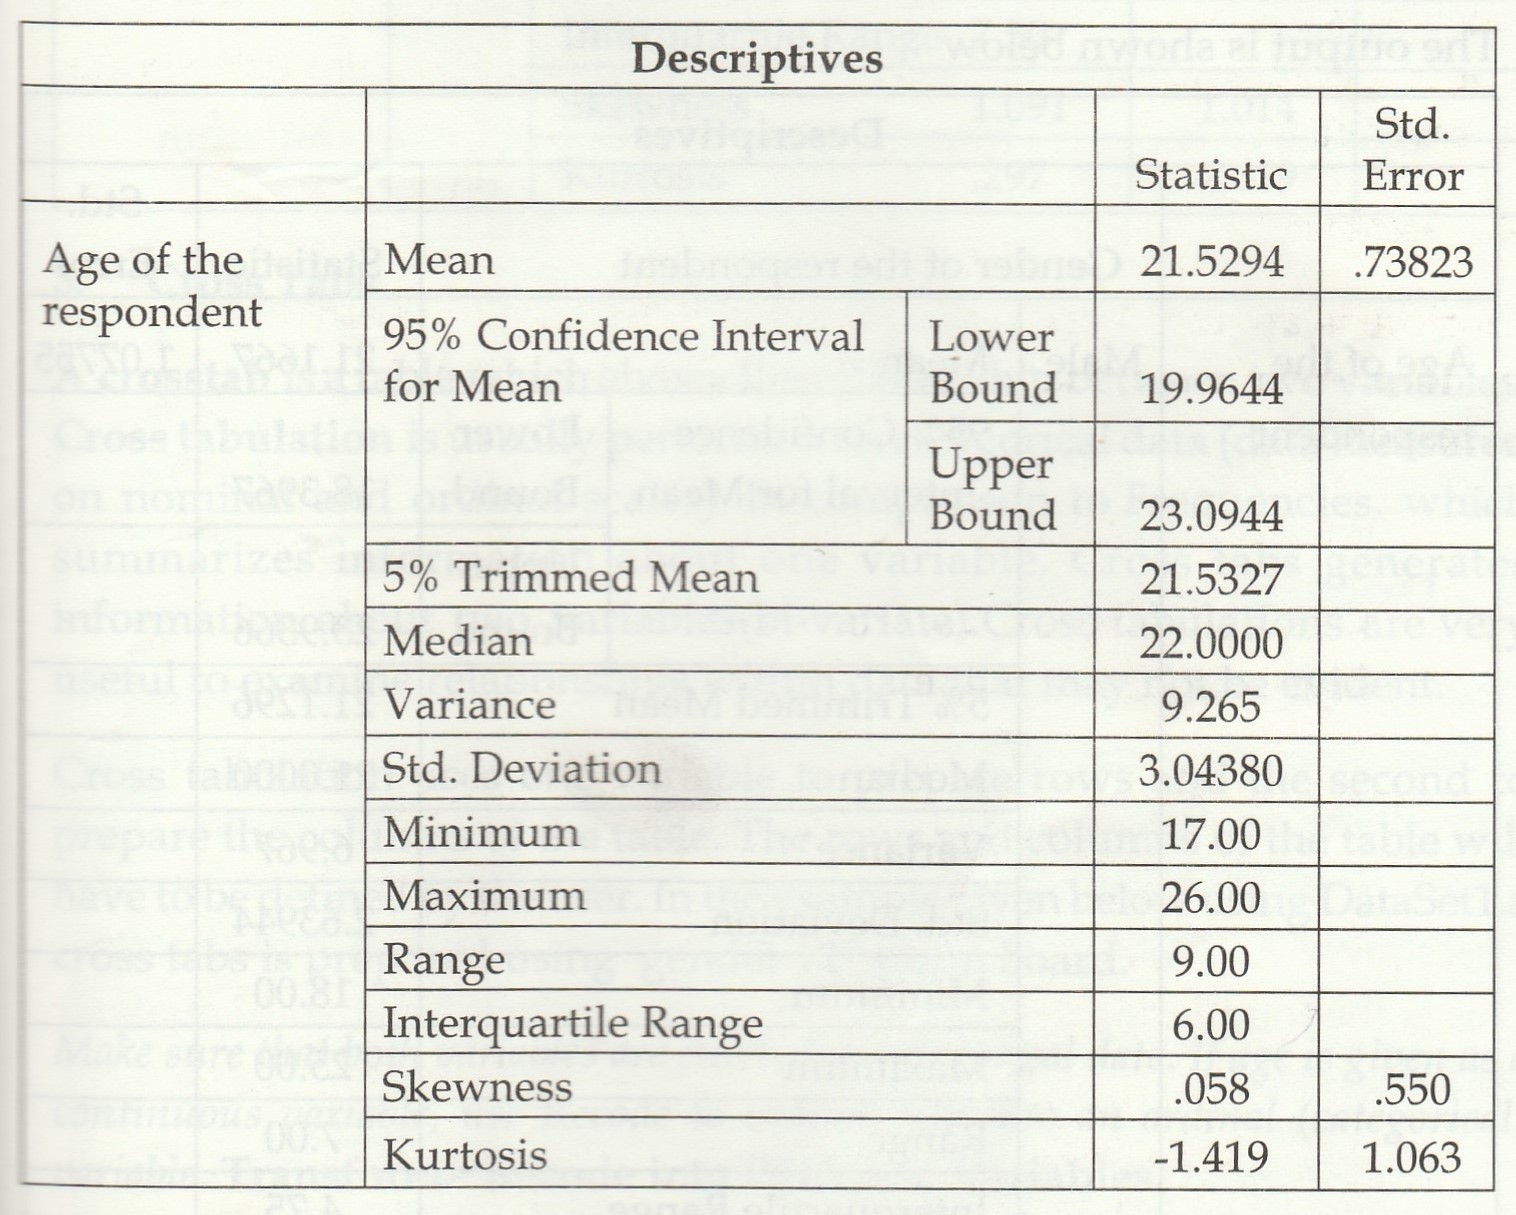 Descriptives
Statistic
Std.
Error
Age of the
respondent
Mean 21.5294 .73823
95% Confidence Interval
for Mean
Lower
Bound 19.9644
Upper
Bound 23.0944
5% Trimmed Mean 21.5327
Median 22.0000
Variance 9.265
Std. Deviation 3.04380
Minimum 17.00
Maximum 26.00
Range 9.00
Interquartile Range 6.00
Skewness .058 .550
Kurtosis -1.419 1.063